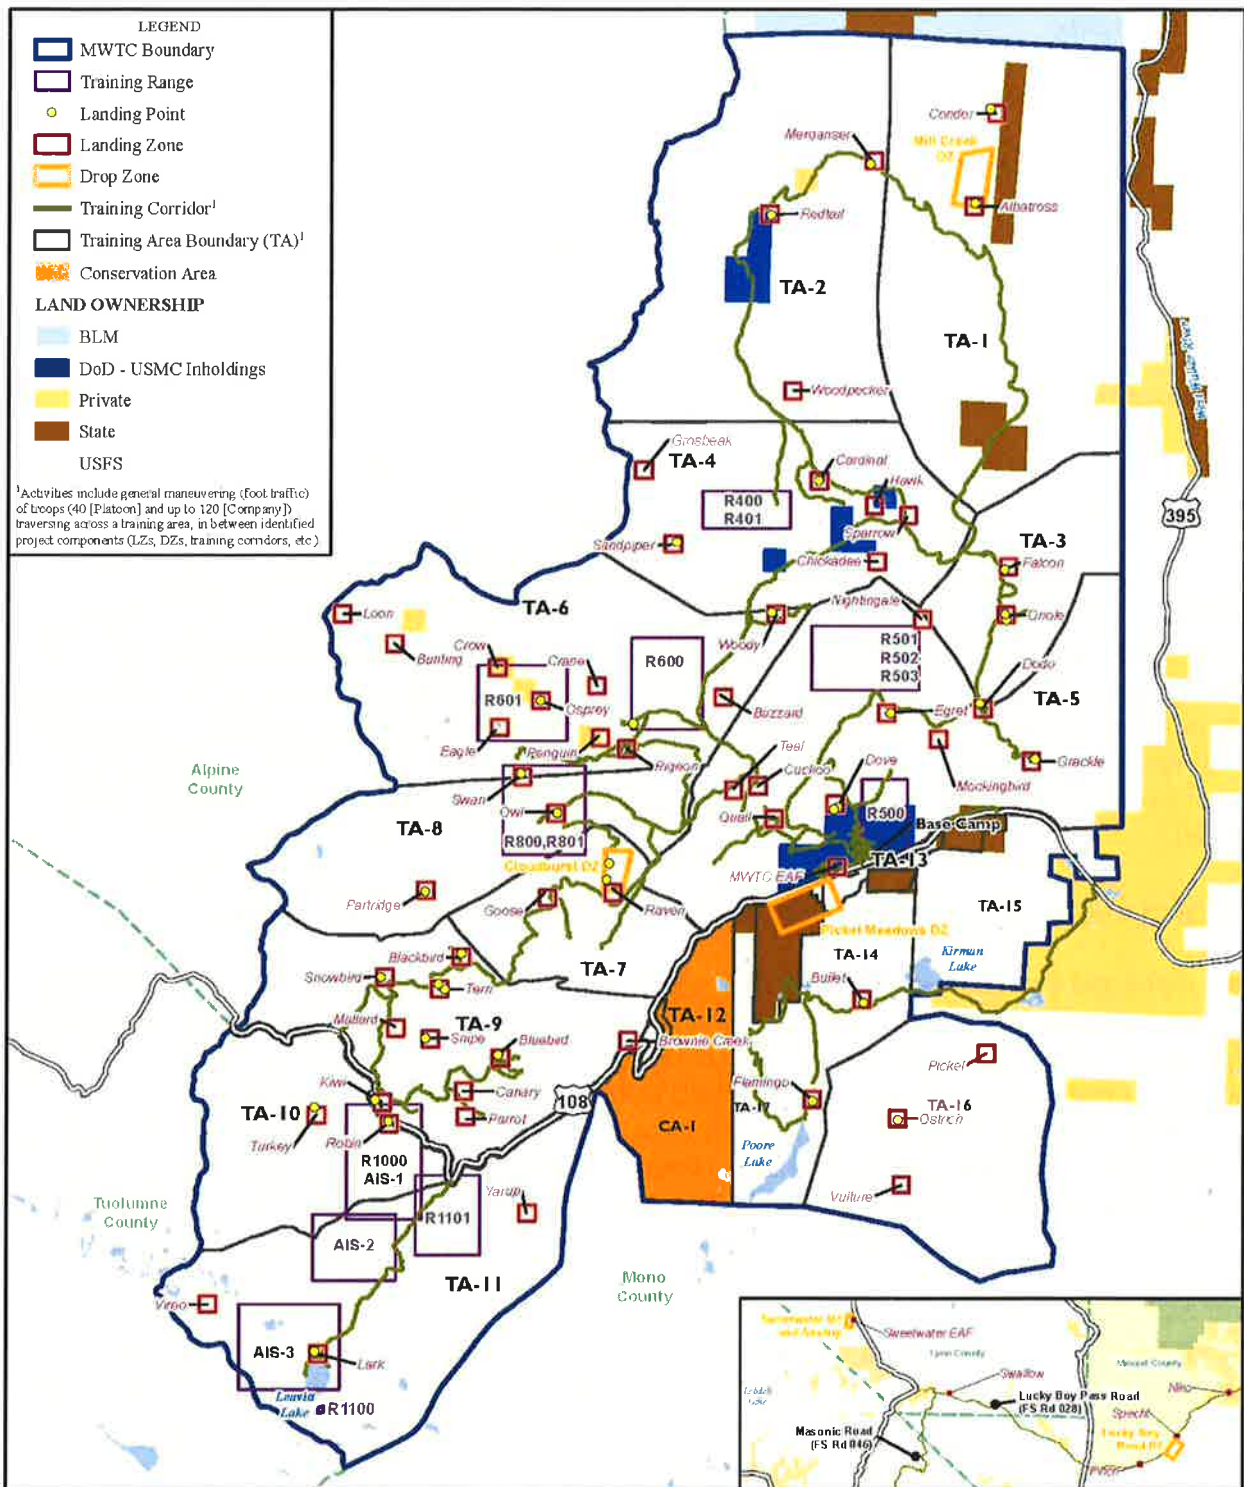 LEGEND
MWTC Boundary
Training Range
Landing Point
Landing Zone
Drop Zone
Training Corridor¹
Training Area Boundary (TA)¹
Conservation Area
LAND OWNERSHIP
BLM
DoD - USMC Inholdings
Private
State
USFS
¹Activities include general maneuvering (foot traffic)
of troops (40 [Platoon] and up to 120 [Company])
traversing across a training area, in between identified
project components (LZs, DZs, training corridors, etc.)
Condor
Merganser
Mill Creek
DZ
Albatross
Redtail
TA-2
TA-1
Woodpecker
Grosbeak
TA-4
Cardinal
Hawk
R400
R401
395
Sandpiper
Sparrow
TA-3
Chickadee
Falcon
TA-6
Nightingale
Loon
Oriole
Woody
R501
R502
R503
Bunting
Crow
Crane
R600
Dodo
TA-5
R601
Osprey
Buzzard
Egret
Eagle
Penguin
Pigeon
Teel
Cuckoo
Dove
Mockingbird
Grackle
Alpine
County
Swan
Owl
Quail
R500
TA-8
R800,R801
Base Camp
Cloudburst DZ
MWTC EAF
TA-13
Partridge
Goose
Raven
TA-15
Pickel Meadows DZ
Blackbird
TA-7
TA-14
Kirman
Lake
Snowbird
Tern
Bullet
Mallard
TA-9
Snipe
Bluebird
TA-12
Brownie Creek
Pickel
Kiwi
Canary
108
Flamingo
TA-17
TA-16
Ostrich
TA-10
Turkey
Robin
Parrot
CA-1
Poore
Lake
R1000
AIS-1
Vulture
Tuolumne
County
R1101
AIS-2
Mono
County
TA-11
Vireo
AIS-3
Lark
Leavitt
Lake
R1100
Sweetwater EAF
Lyon County
Mineral County
Swallow
Lucky Boy Pass Road
(FS Rd 028)
Masonic Road
(FS Rd 046)
Specht
Lucky Boy